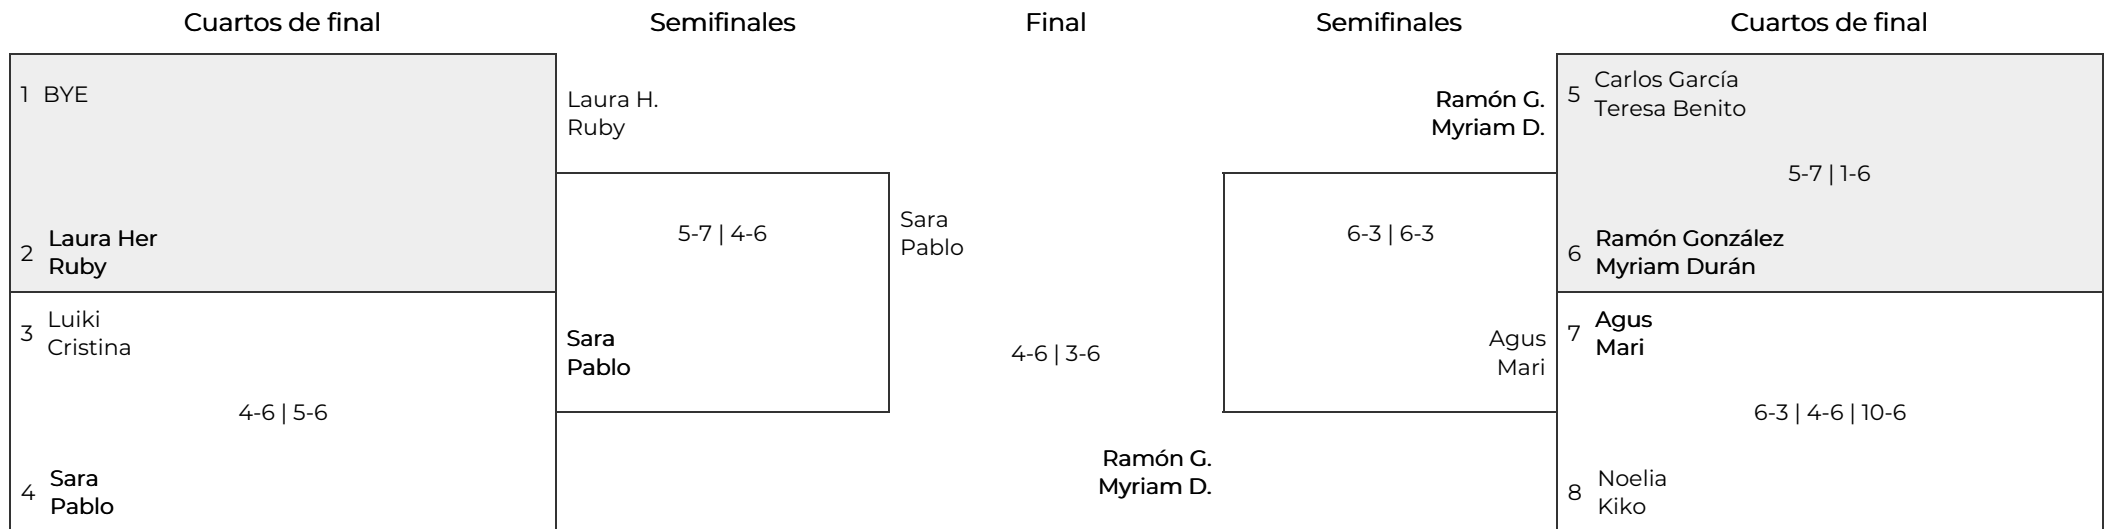 Cuartos de final
Semifinales
Final
Semifinales
Cuartos de final
1 BYE
2 Laura Her
Ruby
3 Luiki
Cristina
4-6 | 5-6
4 Sara
Pablo
Laura H.
Ruby
5-7 | 4-6
Sara
Pablo
Sara
Pablo
4-6 | 3-6
Ramón G.
Myriam D.
Ramón G.
Myriam D.
6-3 | 6-3
Agus
Mari
5 Carlos García
Teresa Benito
5-7 | 1-6
6 Ramón González
Myriam Durán
7 Agus
Mari
6-3 | 4-6 | 10-6
8 Noelia
Kiko